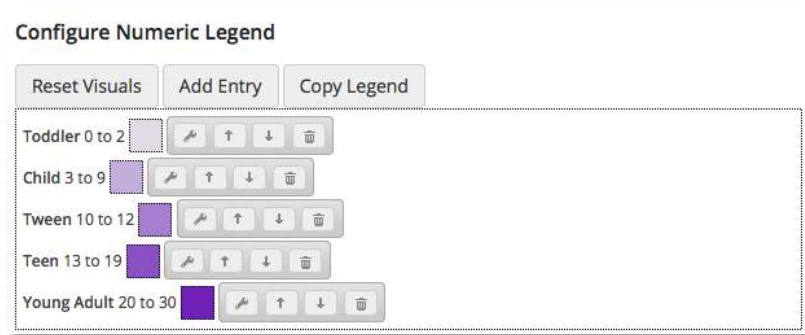 Configure Numeric Legend
Reset Visuals Add Entry Copy Legend
Toddler 0 to 2
Child 3 to 9
Tween 10 to 12
Teen 13 to 19
Young Adult 20 to 30